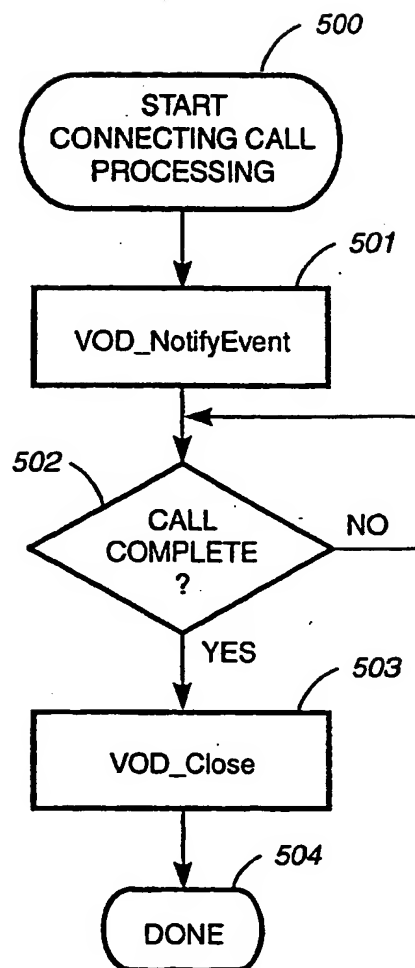 500
START
CONNECTING CALL
PROCESSING
501
VOD_NotifyEvent
502
CALL
COMPLETE
?
NO
YES
503
VOD_Close
504
DONE